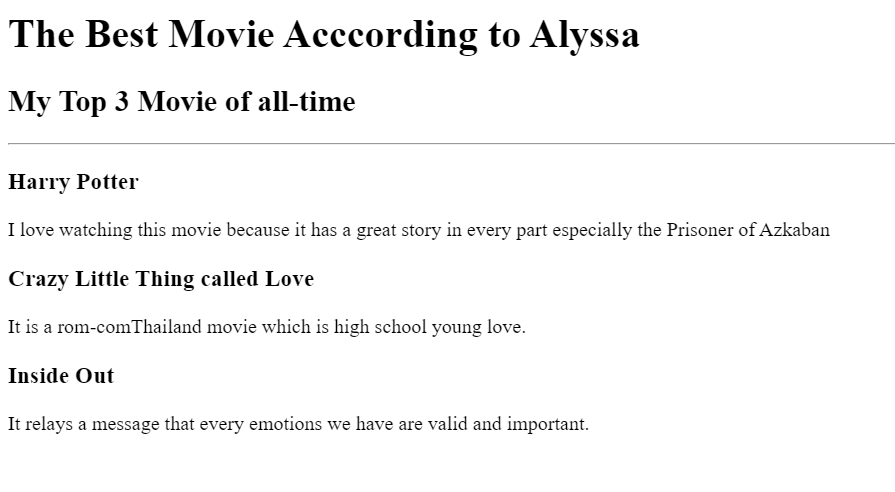 The Best Movie Acccording to Alyssa
My Top 3 Movie of all-time
Harry Potter
I love watching this movie because it has a great story in every part especially the Prisoner of Azkaban
Crazy Little Thing called Love
It is a rom-comThailand movie which is high school young love.
Inside Out
It relays a message that every emotions we have are valid and important.